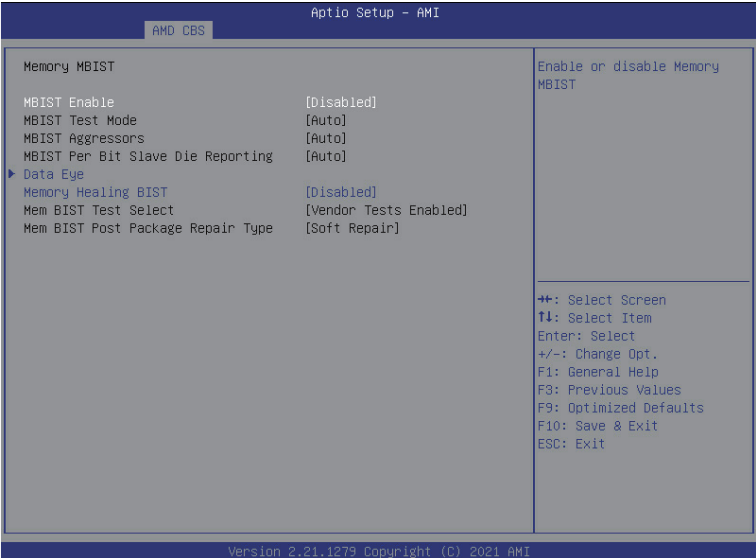 Aptio Setup - AMI
AMD CBS
Memory MBIST
MBIST Enable [Disabled]
MBIST Test Mode [Auto]
MBIST Aggressors [Auto]
MBIST Per Bit Slave Die Reporting [Auto]
Data Eye
Memory Healing BIST [Disabled]
Mem BIST Test Select [Vendor Tests Enabled]
Mem BIST Post Package Repair Type [Soft Repair]
Enable or disable Memory
MBIST
→←: Select Screen
↑↓: Select Item
Enter: Select
+/-: Change Opt.
F1: General Help
F3: Previous Values
F9: Optimized Defaults
F10: Save & Exit
ESC: Exit
Version 2.21.1279 Copyright (C) 2021 AMI